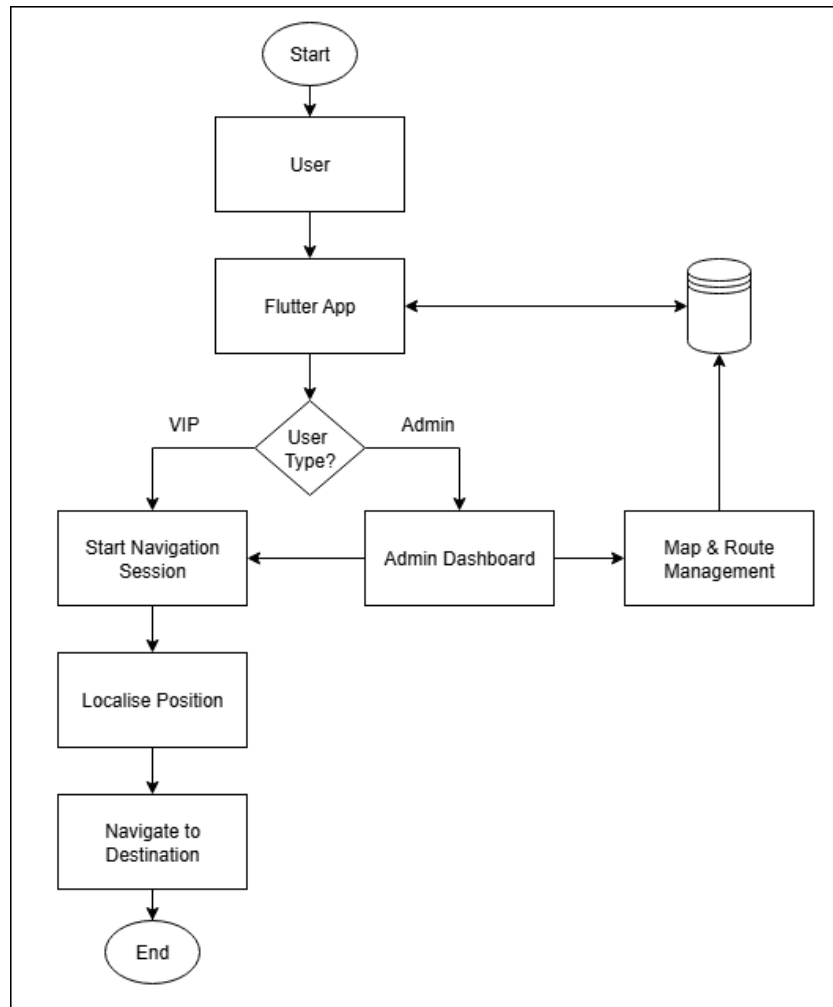 Start
User
Flutter App
User
Type?
VIP
Admin
Start Navigation
Session
Admin Dashboard
Map & Route
Management
Localise Position
Navigate to
Destination
End